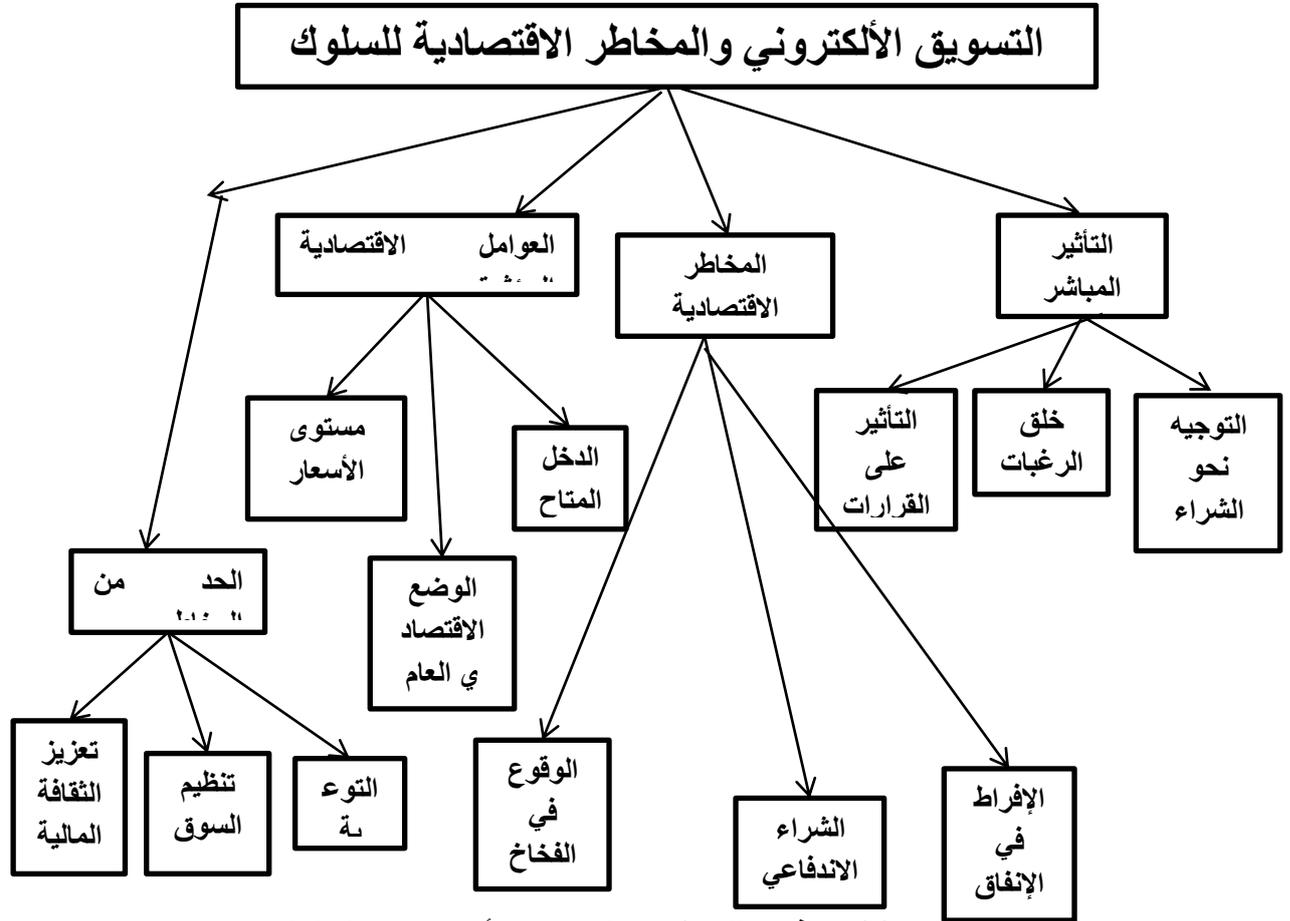 التسويق الألكتروني والمخاطر الاقتصادية للسلوك
التأثير
المباشر
المخاطر
الاقتصادية
العوامل الاقتصادية
التوجيه
نحو
الشراء
خلق
الرغبات
التأثير
على
القرارات
الدخل
المتاح
مستوى
الأسعار
الوضع
الاقتصاد
ي العام
الحد من
الإفراط
في
الإنفاق
الشراء
الاندفاعي
الوقوع
في
الفخاخ
التوع
ية
تنظيم
السوق
تعزيز
الثقافة
المالية